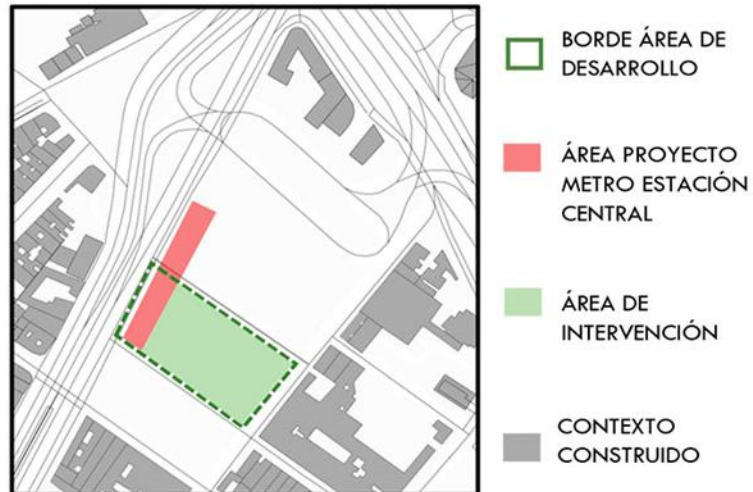 BORDE ÁREA DE
DESARROLLO
ÁREA PROYECTO
METRO ESTACIÓN
CENTRAL
ÁREA DE
INTERVENCIÓN
CONTEXTO
CONSTRUIDO